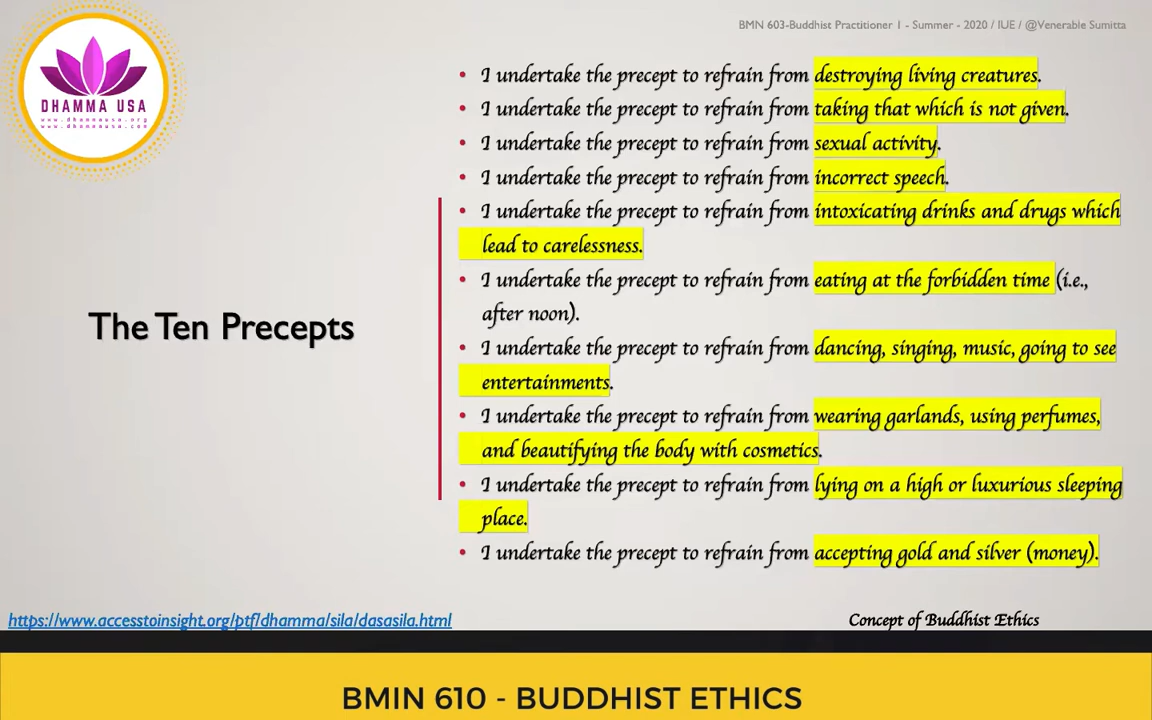 BMN 603-Buddhist Practitioner 1 - Summer - 2020 / IUE / @Venerable Sumitta
DHAMMA USA
www.dhammausa.org
www.dhammausa.com
• I undertake the precept to refrain from destroying living creatures.
• I undertake the precept to refrain from taking that which is not given.
• I undertake the precept to refrain from sexual activity.
• I undertake the precept to refrain from incorrect speech.
• I undertake the precept to refrain from intoxicating drinks and drugs which
lead to carelessness.
• I undertake the precept to refrain from eating at the forbidden time (i.e.,
after noon).
The Ten Precepts
• I undertake the precept to refrain from dancing, singing, music, going to see
entertainments.
• I undertake the precept to refrain from wearing garlands, using perfumes,
and beautifying the body with cosmetics.
• I undertake the precept to refrain from lying on a high or luxurious sleeping
place.
• I undertake the precept to refrain from accepting gold and silver (money).
https://www.accesstoinsight.org/ptf/dhamma/sila/dasasila.html
Concept of Buddhist Ethics
BMIN 610 - BUDDHIST ETHICS